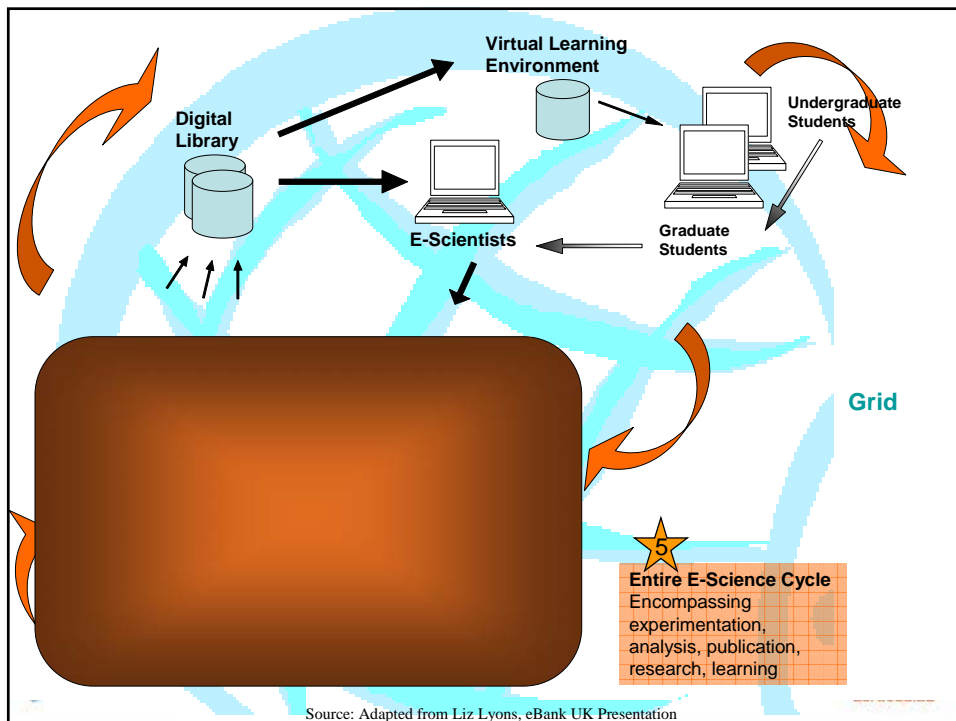 Virtual Learning
Environment
Digital
Library
Undergraduate
Students
E-Scientists
Graduate
Students
Grid
5
Entire E-Science Cycle
Encompassing
experimentation,
analysis, publication,
research, learning
Source: Adapted from Liz Lyons, eBank UK Presentation